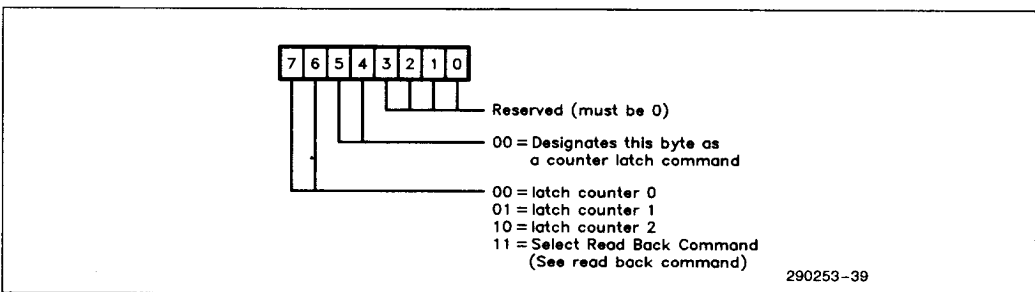 7 6 5 4 3 2 1 0
Reserved (must be 0)
00 = Designates this byte as
a counter latch command
00 = latch counter 0
01 = latch counter 1
10 = latch counter 2
11 = Select Read Back Command
(See read back command)
290253-39